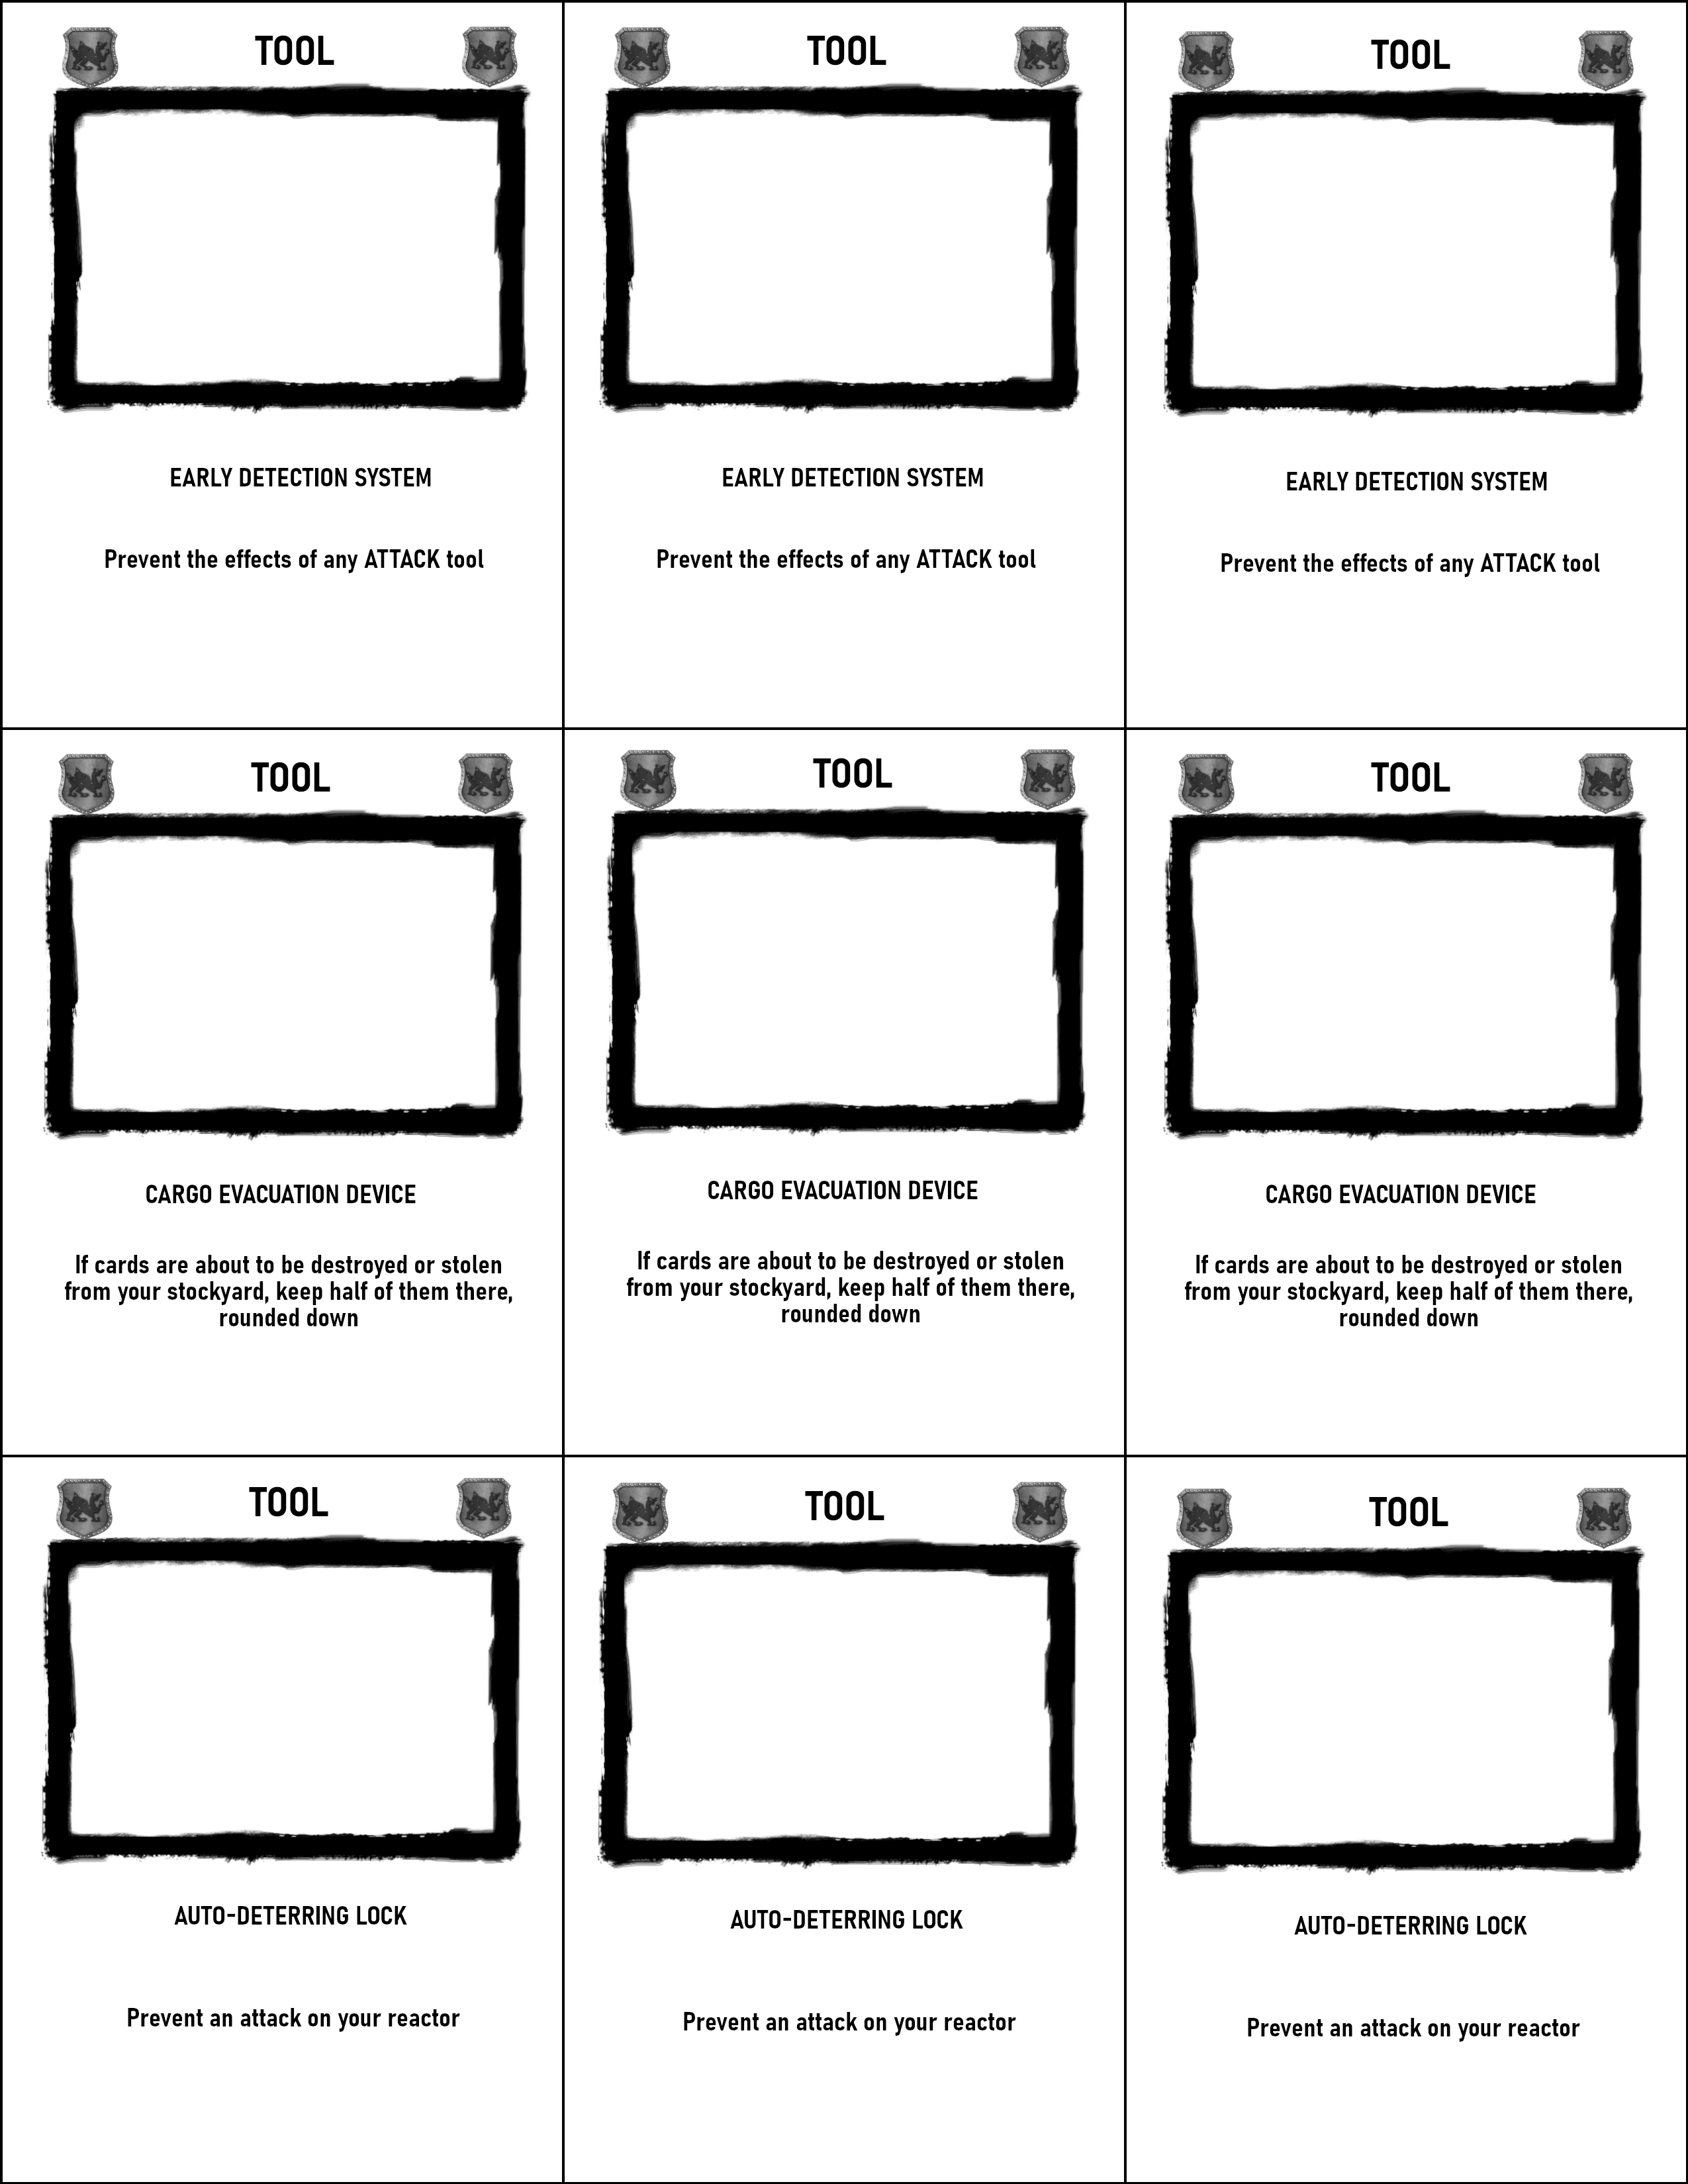 TOOL
EARLY DETECTION SYSTEM
Prevent the effects of any ATTACK tool
TOOL
EARLY DETECTION SYSTEM
Prevent the effects of any ATTACK tool
TOOL
EARLY DETECTION SYSTEM
Prevent the effects of any ATTACK tool
TOOL
CARGO EVACUATION DEVICE
If cards are about to be destroyed or stolen
from your stockyard, keep half of them there,
rounded down
TOOL
CARGO EVACUATION DEVICE
If cards are about to be destroyed or stolen
from your stockyard, keep half of them there,
rounded down
TOOL
CARGO EVACUATION DEVICE
If cards are about to be destroyed or stolen
from your stockyard, keep half of them there,
rounded down
TOOL
AUTO-DETERRING LOCK
Prevent an attack on your reactor
TOOL
AUTO-DETERRING LOCK
Prevent an attack on your reactor
TOOL
AUTO-DETERRING LOCK
Prevent an attack on your reactor